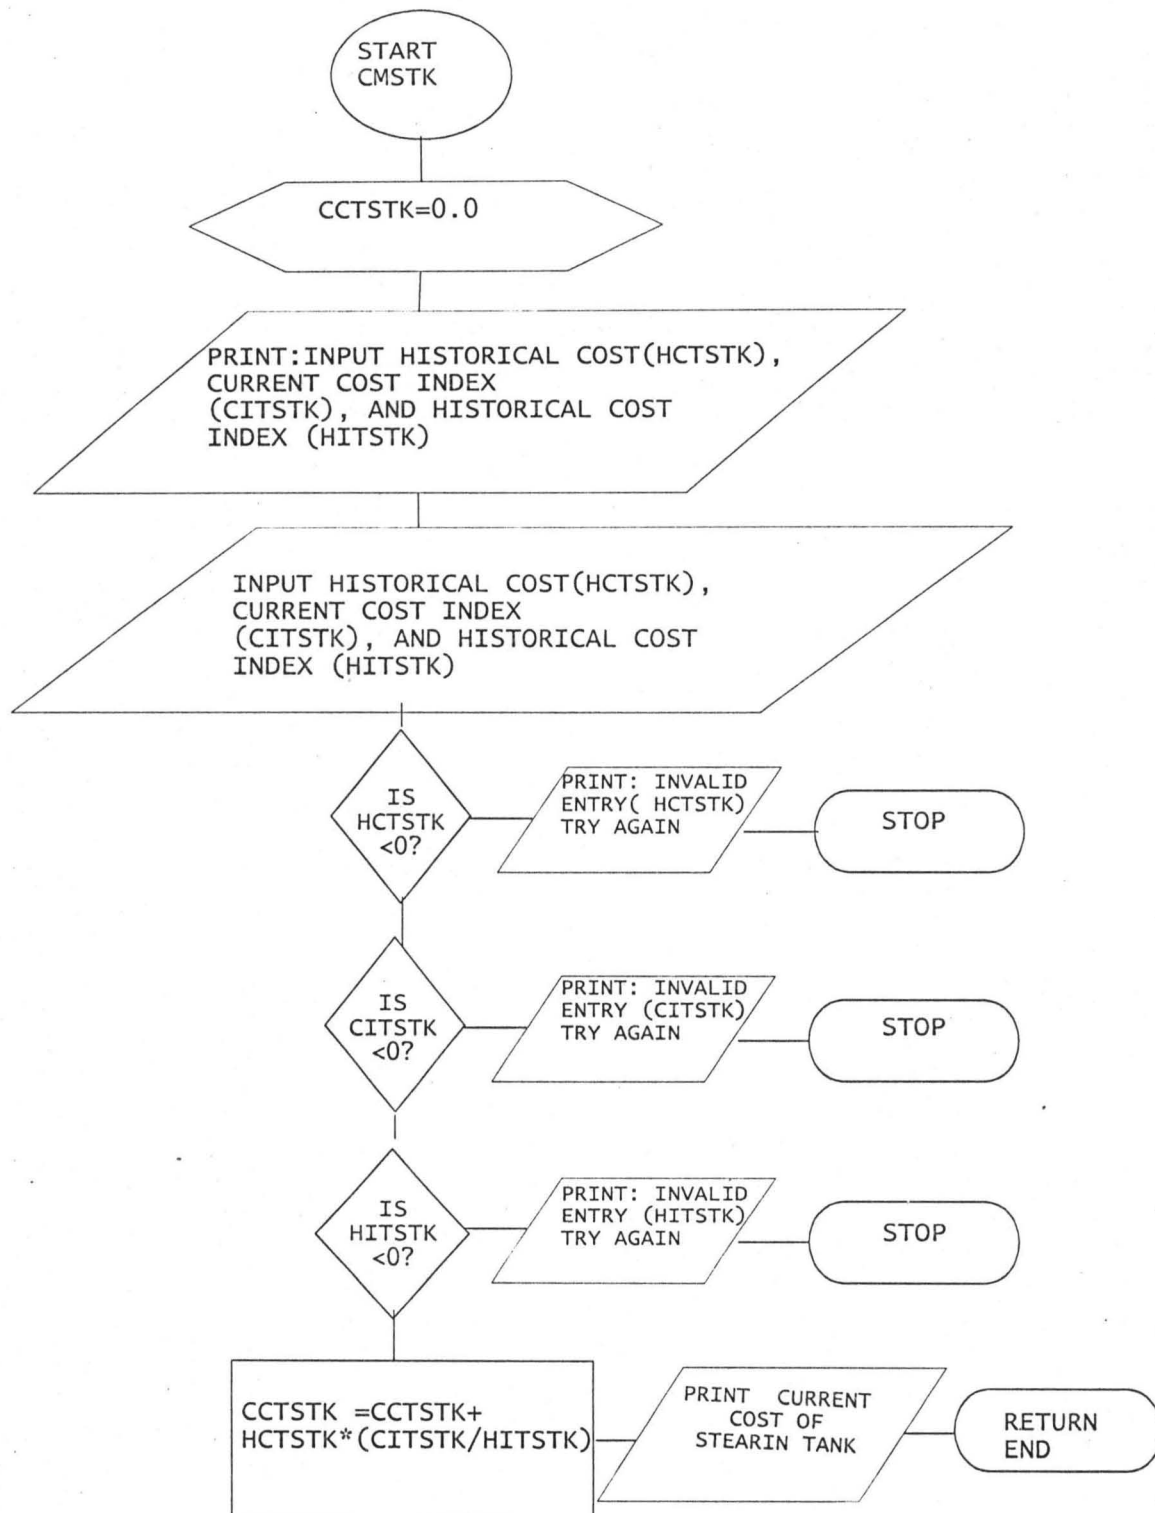 START
CMSTK
CCTSTK=0.0
PRINT:INPUT HISTORICAL COST(HCTSTK),
CURRENT COST INDEX
(CITSTK), AND HISTORICAL COST
INDEX (HITSTK)
INPUT HISTORICAL COST(HCTSTK),
CURRENT COST INDEX
(CITSTK), AND HISTORICAL COST
INDEX (HITSTK)
IS
HCTSTK
<0?
PRINT: INVALID
ENTRY( HCTSTK)
TRY AGAIN
STOP
IS
CITSTK
<0?
PRINT: INVALID
ENTRY (CITSTK)
TRY AGAIN
STOP
IS
HITSTK
<0?
PRINT: INVALID
ENTRY (HITSTK)
TRY AGAIN
STOP
CCTSTK =CCTSTK+
HCTSTK*(CITSTK/HITSTK)
PRINT CURRENT
COST OF
STEARIN TANK
RETURN
END